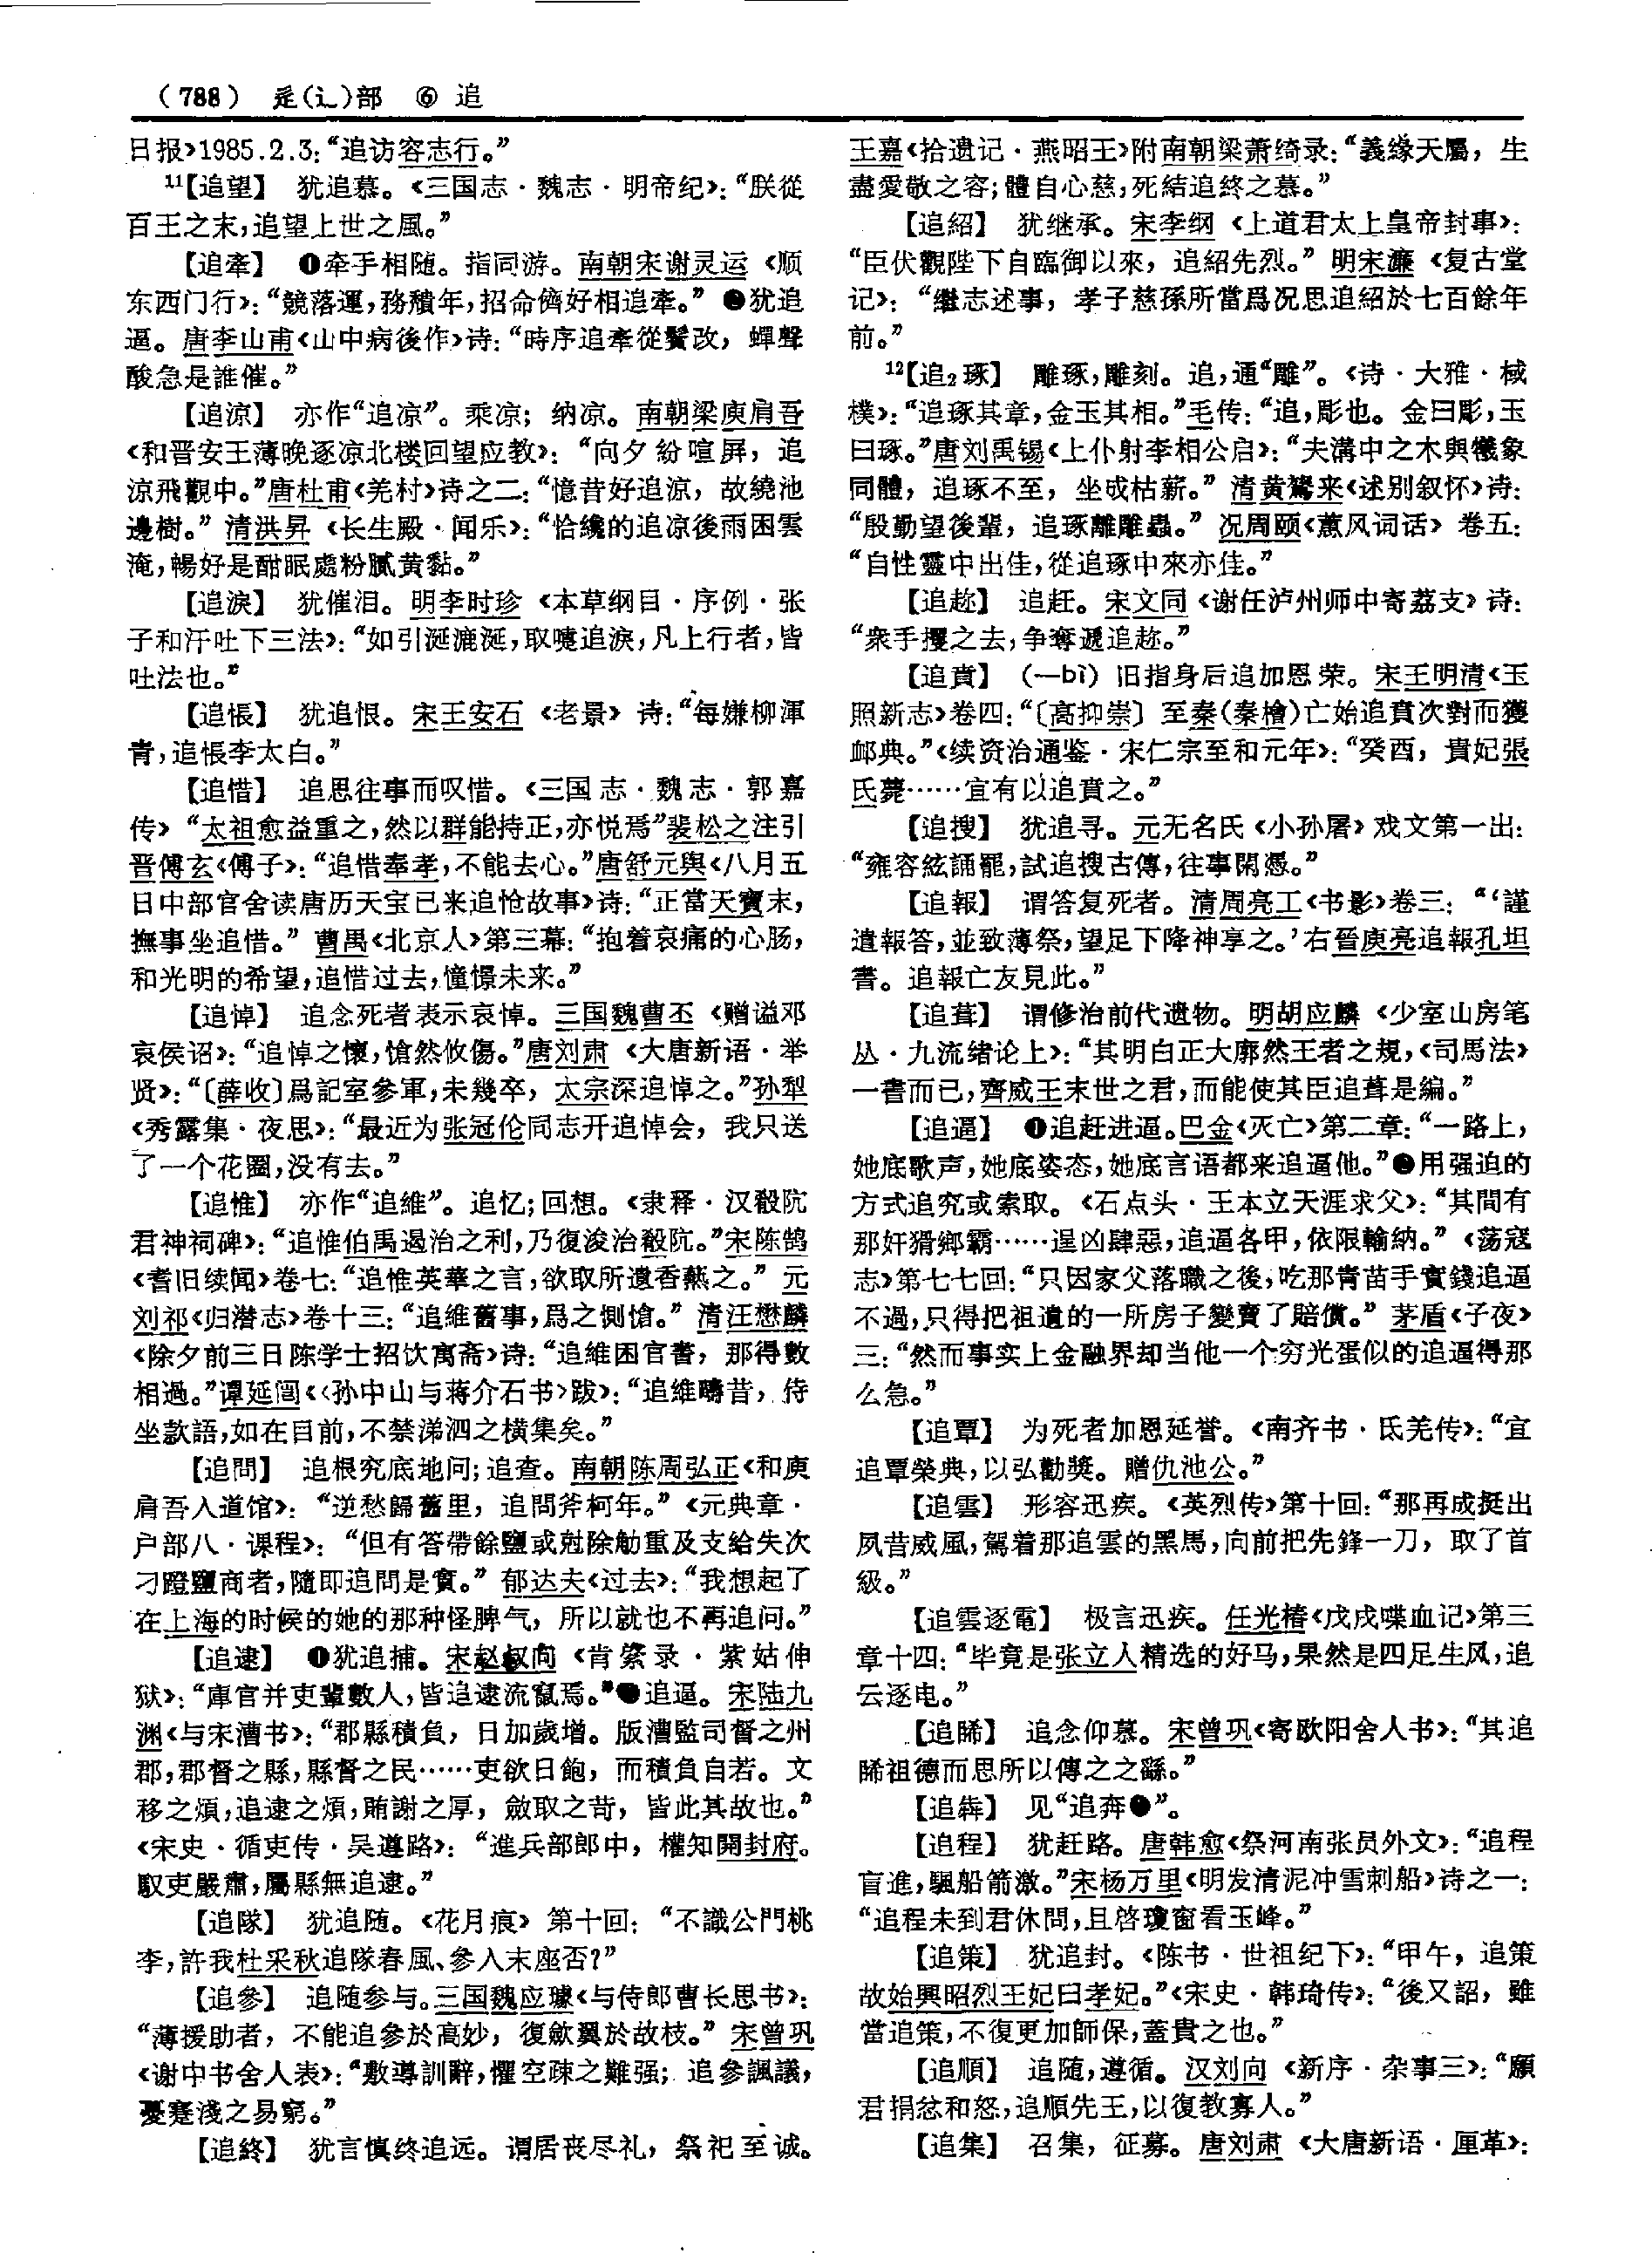 (788) 辵(辶)部 ⑥ 追
日报》1985.2.3：“追访容志行。”
11【追望】 犹追慕。《三国志·魏志·明帝纪》：“朕從
百王之末，追望上世之風。”
【追牽】 ❶牵手相随。指同游。南朝宋谢灵运《顺
东西门行》：“競落運，務穨年，招命儕好相追牽。” ❷犹追
逼。唐李山甫《山中病後作》诗：“時序追牽從鬢改，蟬聲
酸急是誰催。”
【追涼】 亦作“追凉”。乘凉；纳凉。南朝梁庾肩吾
《和晋安王薄晚逐凉北楼回望应教》：“向夕紛喧屏，追
涼飛觀中。”唐杜甫《羌村》诗之二：“憶昔好追涼，故繞池
邊樹。” 清洪昇《长生殿·闻乐》：“恰纔的追凉後雨困雲
淹，暢好是酣眠處粉膩黄黏。”
【追淚】 犹催泪。明李时珍《本草纲目·序例·张
子和汗吐下三法》：“如引涎漉涎，取嚏追淚，凡上行者，皆
吐法也。”
【追悵】 犹追恨。宋王安石《老景》诗：“每嫌柳渾
青，追悵李太白。”
【追惜】 追思往事而叹惜。《三国志·魏志·郭嘉
传》“太祖愈益重之，然以群能持正，亦悦焉”裴松之注引
晋傅玄《傅子》：“追惜奉孝，不能去心。”唐舒元舆《八月五
日中部官舍读唐历天宝已来追怆故事》诗：“正當天寶末，
撫事坐追惜。” 曹禺《北京人》第三幕：“抱着哀痛的心肠，
和光明的希望，追惜过去，憧憬未来。”
【追悼】 追念死者表示哀悼。三国魏曹丕《赠谥邓
哀侯诏》：“追悼之懷，愴然攸傷。”唐刘肃《大唐新语·举
贤》：“〔薛收〕爲記室參軍，未幾卒，太宗深追悼之。”孙犁
《秀露集·夜思》：“最近为张冠伦同志开追悼会，我只送
了一个花圈，没有去。”
【追惟】 亦作“追維”。追忆；回想。《隶释·汉殽阬
君神祠碑》：“追惟伯禹遏治之利，乃復浚治殽阬。”宋陈鹄
《耆旧续闻》卷七：“追惟英華之言，欲取所遺香爇之。” 元
刘祁《归潜志》卷十三：“追維舊事，爲之惻愴。” 清汪懋麟
《除夕前三日陈学士招饮寓斋》诗：“追維困官書，那得數
相過。”谭延闿《〈孙中山与蒋介石书〉跋》：“追維疇昔，侍
坐款語，如在目前，不禁涕泗之横集矣。”
【追問】 追根究底地问；追查。南朝陈周弘正《和庾
肩吾入道馆》：“逆愁歸舊里，追問斧柯年。”《元典章·
户部八·课程》：“但有笞帶餘鹽或尅除觔重及支給失次
刁蹬鹽商者，隨即追問是實。” 郁达夫《过去》：“我想起了
在上海的时候的她的那种怪脾气，所以就也不再追问。”
【追逮】 ❶犹追捕。宋赵叔向《肯綮录·紫姑伸
狱》：“庫官并吏輩數人，皆追逮流竄焉。”❷追逼。宋陆九
渊《与宋漕书》：“郡縣積負，日加歲增。版漕監司督之州
郡，郡督之縣，縣督之民……吏欲日飽，而積負自若。文
移之煩，追逮之煩，賄謝之厚，斂取之苛，皆此其故也。”
《宋史·循吏传·吴遵路》：“進兵部郎中，權知開封府。
馭吏嚴肅，屬縣無追逮。”
【追隊】 犹追随。《花月痕》第十回：“不識公門桃
李，許我杜采秋追隊春風、參入末座否？”
【追參】 追随参与。三国魏应璩《与侍郎曹长思书》：
“薄援助者，不能追參於高妙，復斂翼於故枝。” 宋曾巩
《谢中书舍人表》：“敷導訓辭，懼空疎之難强；追參諷議，
憂蹇淺之易窮。”
【追終】 犹言慎终追远。谓居丧尽礼，祭祀至诚。
王嘉《拾遗记·燕昭王》附南朝梁萧绮录：“義緣天屬，生
盡愛敬之容；體自心慈，死結追終之慕。”
【追紹】 犹继承。宋李纲《上道君太上皇帝封事》：
“臣伏觀陛下自臨御以來，追紹先烈。” 明宋濂《复古堂
记》：“繼志述事，孝子慈孫所當爲况思追紹於七百餘年
前。”
12【追2琢】 雕琢，雕刻。追，通“雕”。《诗·大雅·棫
樸》：“追琢其章，金玉其相。”毛传：“追，彫也。金曰彫，玉
曰琢。”唐刘禹锡《上仆射李相公启》：“夫溝中之木與犧象
同體，追琢不至，坐成枯薪。” 清黄鷟来《述别叙怀》诗：
“殷勤望後輩，追琢離雕蟲。” 况周颐《蕙风词话》卷五：
“自性靈中出佳，從追琢中來亦佳。”
【追趂】 追赶。宋文同《谢任泸州师中寄荔支》诗：
“衆手攫之去，争奪遞追趂。”
【追賁】 （—bì）旧指身后追加恩荣。宋王明清《玉
照新志》卷四：“〔高抑崇〕至秦（秦檜）亡始追賁次對而獲
卹典。”《续资治通鉴·宋仁宗至和元年》：“癸酉，貴妃張
氏薨……宜有以追賁之。”
【追搜】 犹追寻。元无名氏《小孙屠》戏文第一出：
“雍容絃誦罷，試追搜古傳，往事閑憑。”
【追報】 谓答复死者。清周亮工《书影》卷三：“‘謹
遣報答，並致薄祭，望足下降神享之。’右晉庾亮追報孔坦
書。追報亡友見此。”
【追葺】 谓修治前代遗物。明胡应麟《少室山房笔
丛·九流绪论上》：“其明白正大廓然王者之規，《司馬法》
一書而已，齊威王末世之君，而能使其臣追葺是編。”
【追逼】 ❶追赶进逼。巴金《灭亡》第二章：“一路上，
她底歌声，她底姿态，她底言语都来追逼他。”❷用强迫的
方式追究或索取。《石点头·王本立天涯求父》：“其間有
那奸猾鄉霸……逞凶肆惡，追逼各甲，依限輸納。”《荡寇
志》第七七回：“只因家父落職之後，吃那青苗手實錢追逼
不過，只得把祖遺的一所房子變賣了賠償。” 茅盾《子夜》
三：“然而事实上金融界却当他一个穷光蛋似的追逼得那
么急。”
【追覃】 为死者加恩延誉。《南齐书·氐羌传》：“宜
追覃榮典，以弘勸獎。贈仇池公。”
【追雲】 形容迅疾。《英烈传》第十回：“那再成挺出
夙昔威風，駕着那追雲的黑馬，向前把先鋒一刀，取了首
級。”
【追雲逐電】 极言迅疾。任光椿《戊戌喋血记》第三
章十四：“毕竟是张立人精选的好马，果然是四足生风，追
云逐电。”
【追睎】 追念仰慕。宋曾巩《寄欧阳舍人书》：“其追
睎祖德而思所以傳之之繇。”
【追犇】 见“追奔❷”。
【追程】 犹赶路。唐韩愈《祭河南张员外文》：“追程
盲進，颿船箭激。”宋杨万里《明发清泥冲雪刺船》诗之一：
“追程未到君休問，且啓瓊窗看玉峰。”
【追策】 犹追封。《陈书·世祖纪下》：“甲午，追策
故始興昭烈王妃曰孝妃。”《宋史·韩琦传》：“後又詔，雖
當追策，不復更加師保，蓋貴之也。”
【追順】 追随，遵循。汉刘向《新序·杂事三》：“願
君捐忿和怒，追順先王，以復教寡人。”
【追集】 召集，征募。唐刘肃《大唐新语·厘革》：